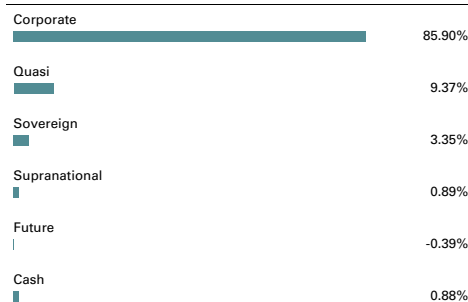 Corporate
85.90%
Quasi
9.37%
Sovereign
3.35%
Supranational
0.89%
Future
-0.39%
Cash
0.88%